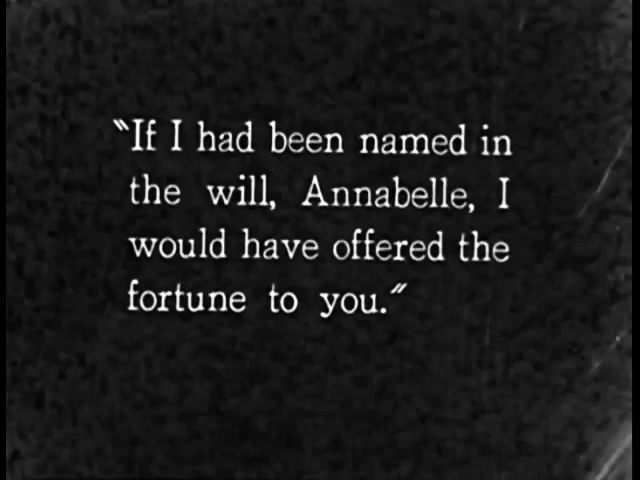 "If I had been named in
the will, Annabelle, I
would have offered the
fortune to you."